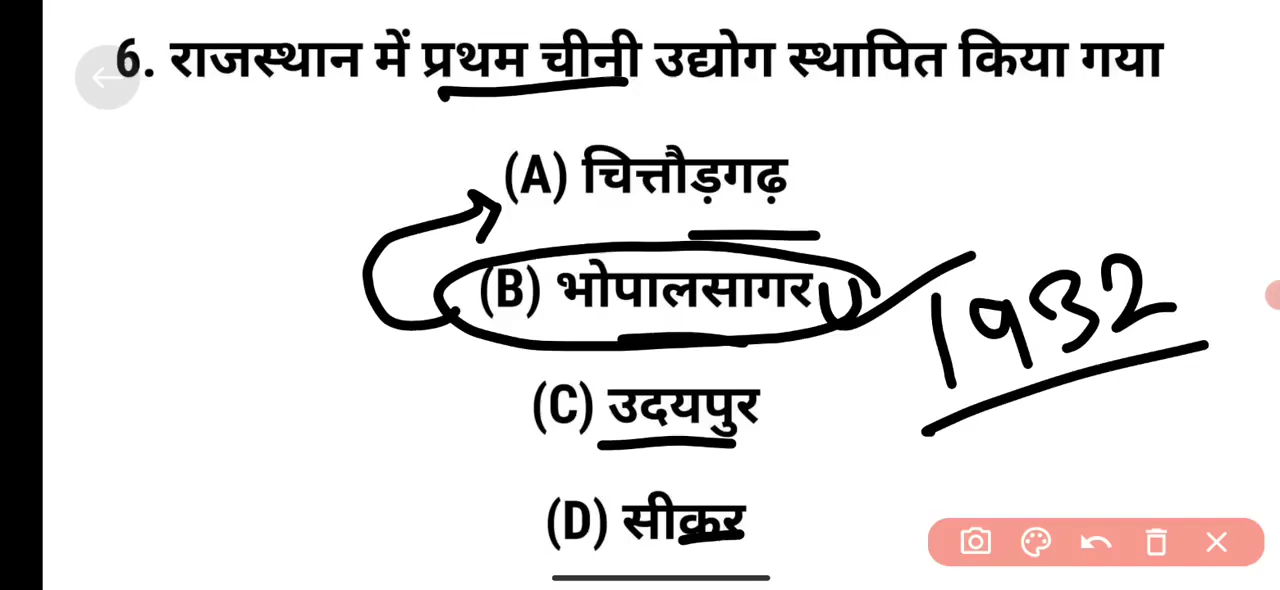 6. राजस्थान में प्रथम चीनी उद्योग स्थापित किया गया
(A) चित्तौड़गढ़
(B) भोपालसागर
1932
(C) उदयपुर
(D) सीकर